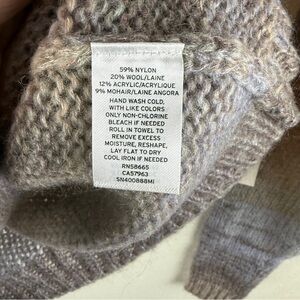 59% NYLON
20% WOOL/LAINE
12% ACRYLIC/ACRYLIQUE
9% MOHAIR/LAINE ANGORA
HAND WASH COLD,
WITH LIKE COLORS
ONLY NON-CHLORINE
BLEACH IF NEEDED
ROLL IN TOWEL TO
REMOVE EXCESS
MOISTURE, RESHAPE,
LAY FLAT TO DRY
COOL IRON IF NEEDED
RN58665
CA57963
SN400888MI